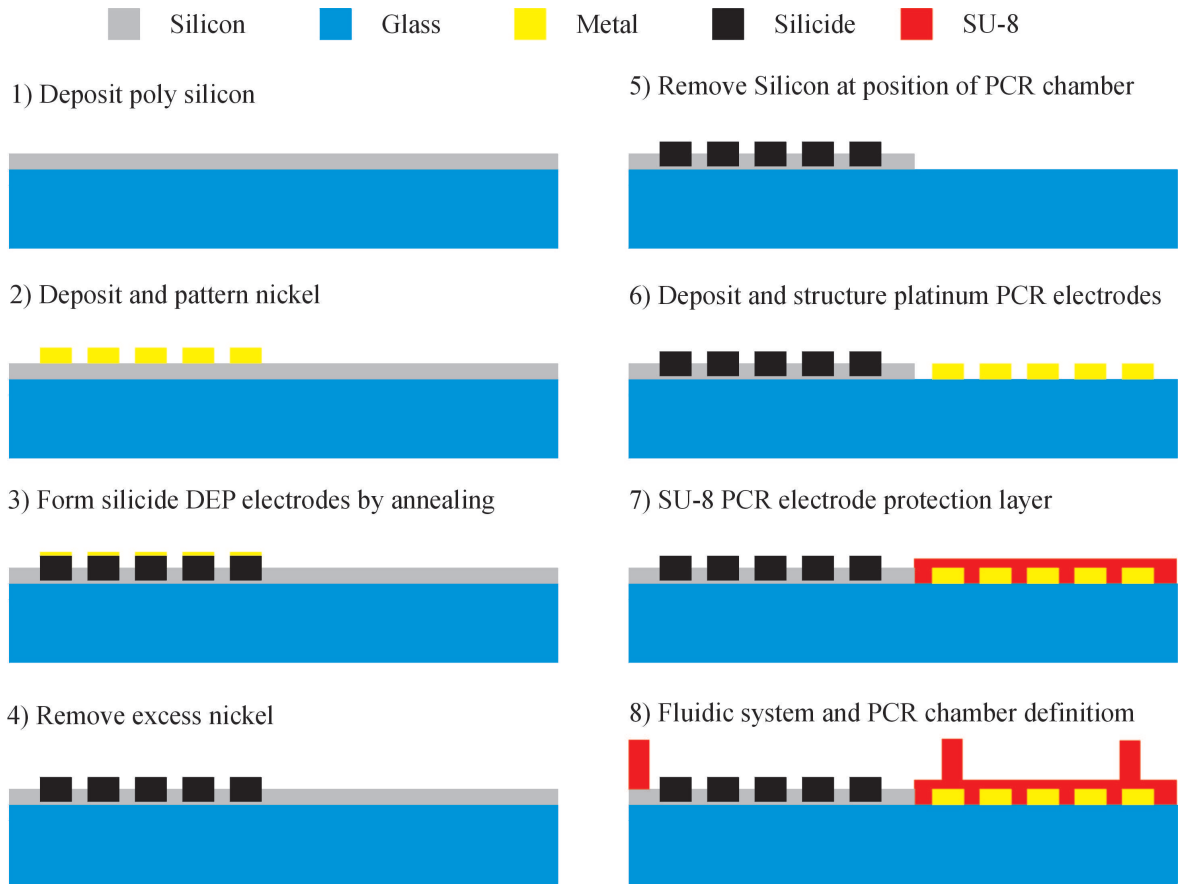 Silicon Glass Metal Silicide SU-8
1) Deposit poly silicon
2) Deposit and pattern nickel
3) Form silicide DEP electrodes by annealing
4) Remove excess nickel
5) Remove Silicon at position of PCR chamber
6) Deposit and structure platinum PCR electrodes
7) SU-8 PCR electrode protection layer
8) Fluidic system and PCR chamber definitiom